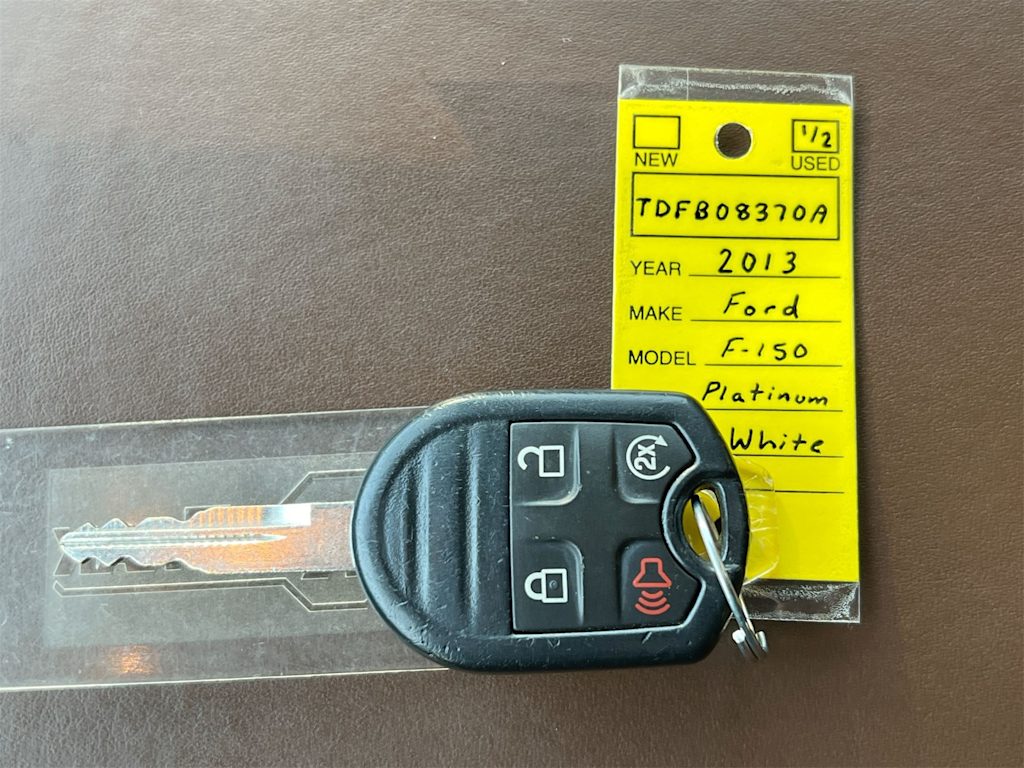 1/2
NEW USED
TDFB08370A
YEAR 2013
MAKE Ford
MODEL F-150
Platinum
White
2X